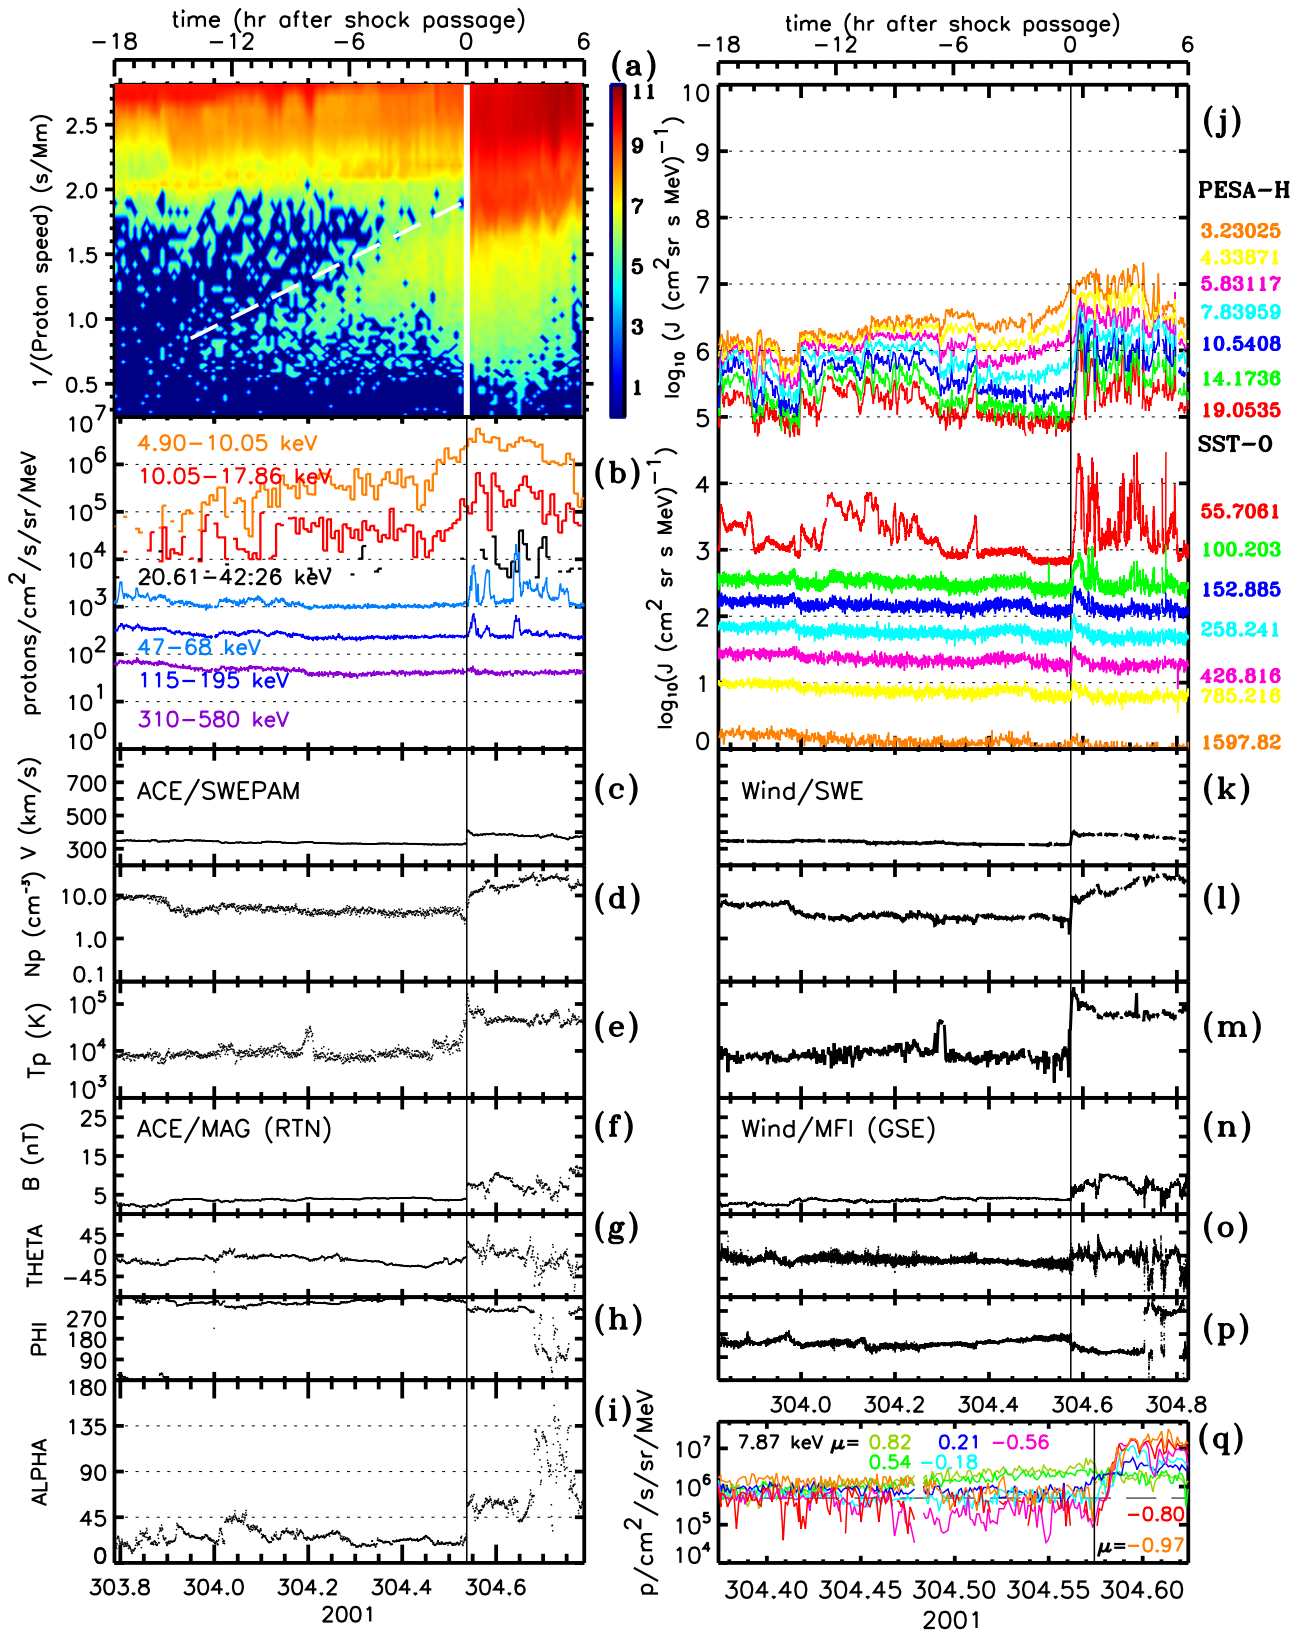 time (hr after shock passage)
-18 -12 -6 0 6
(a)
1/(Proton speed) (s/Mm)
2.5
2.0
1.5
1.0
0.5
11
9
7
5
3
1
(b)
protons/cm²/s/sr/MeV
10⁷
10⁶
10⁵
10⁴
10³
10²
10¹
10⁰
4.90-10.05 keV
10.05-17.86 keV
20.61-42.26 keV
47-68 keV
115-195 keV
310-580 keV
(c)
V (km/s)
700
500
300
ACE/SWEPAM
(d)
Np (cm⁻³)
10.0
1.0
0.1
(e)
Tp (K)
10⁵
10⁴
10³
(f)
B (nT)
25
15
5
ACE/MAG (RTN)
(g)
THETA
45
0
-45
(h)
PHI
270
180
90
(i)
ALPHA
180
135
90
45
0
303.8 304.0 304.2 304.4 304.6
2001
time (hr after shock passage)
-18 -12 -6 0 6
(j)
log₁₀ (J (cm² sr s MeV)⁻¹)
10
9
8
7
6
5
4
3
2
1
0
log₁₀(J (cm² sr s MeV)⁻¹)
PESA-H
3.23025
4.33871
5.83117
7.83959
10.5408
14.1736
19.0535
SST-O
55.7061
100.203
152.885
258.241
426.816
785.216
1597.82
(k)
Wind/SWE
(l)
(m)
(n)
Wind/MFI (GSE)
(o)
(p)
304.0 304.2 304.4 304.6 304.8
(q)
p/cm²/s/sr/MeV
10⁷
10⁶
10⁵
10⁴
7.87 keV μ= 0.82 0.21 -0.56
0.54 -0.18
-0.80
μ=-0.97
304.40 304.45 304.50 304.55 304.60
2001